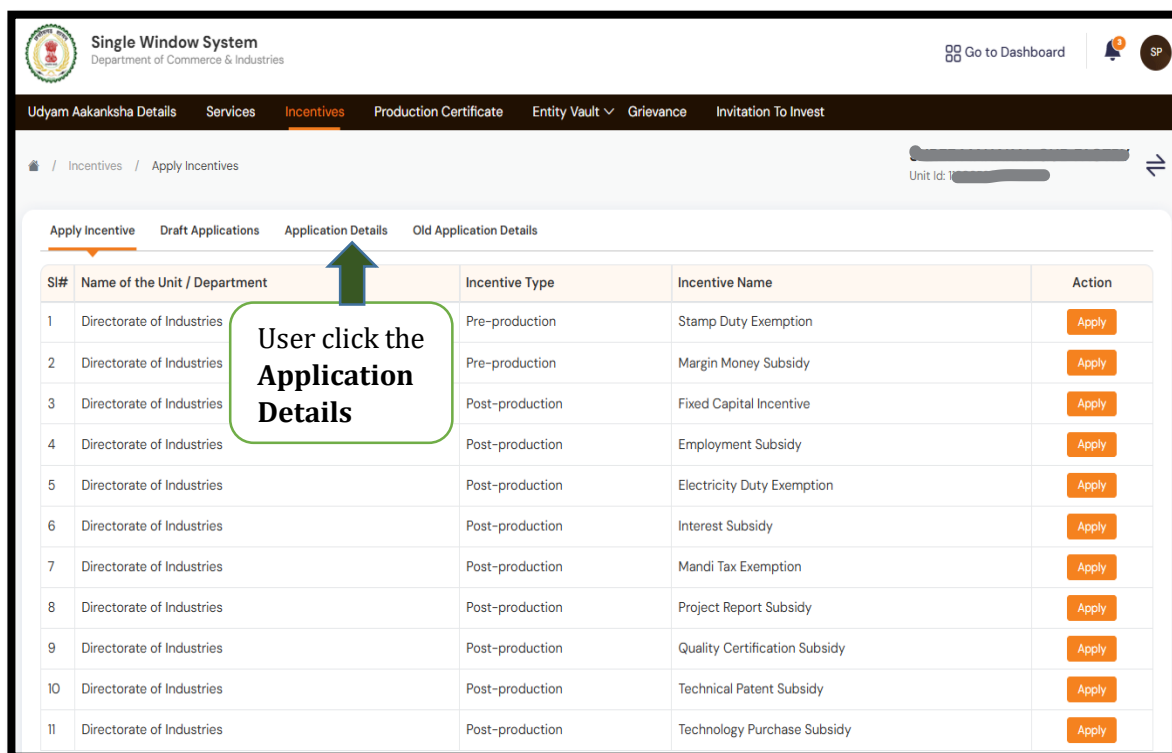 Single Window System
Department of Commerce & Industries
Go to Dashboard
3
SP
Udyam Aakanksha Details Services Incentives Production Certificate Entity Vault Grievance Invitation To Invest
/ Incentives / Apply Incentives
Unit Id:
Apply Incentive Draft Applications Application Details Old Application Details
Sl# Name of the Unit / Department Incentive Type Incentive Name Action
1 Directorate of Industries Pre-production Stamp Duty Exemption Apply
2 Directorate of Industries Pre-production Margin Money Subsidy Apply
3 Directorate of Industries Post-production Fixed Capital Incentive Apply
4 Directorate of Industries Post-production Employment Subsidy Apply
5 Directorate of Industries Post-production Electricity Duty Exemption Apply
6 Directorate of Industries Post-production Interest Subsidy Apply
7 Directorate of Industries Post-production Mandi Tax Exemption Apply
8 Directorate of Industries Post-production Project Report Subsidy Apply
9 Directorate of Industries Post-production Quality Certification Subsidy Apply
10 Directorate of Industries Post-production Technical Patent Subsidy Apply
11 Directorate of Industries Post-production Technology Purchase Subsidy Apply
User click the
Application
Details